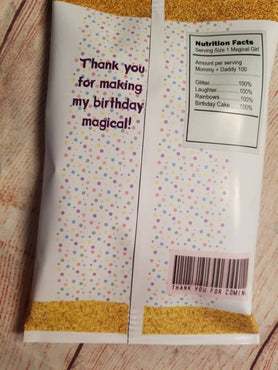 Thank you
for making
my birthday
magical!
Nutrition Facts
Serving Size 1 Magical Girl
Amount per serving
Mommy + Daddy 100
Glitter...............100%
Laughter............100%
Rainbows...........100%
Birthday Cake.....100%
THANK YOU FOR COMIN